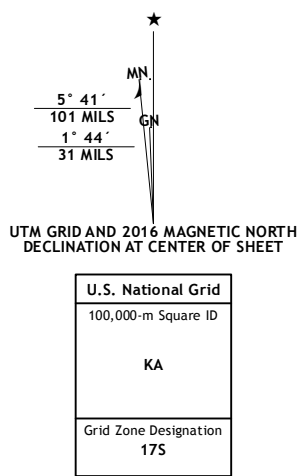 ★
MN.
5° 41´
101 MILS
GN
1° 44´
31 MILS
UTM GRID AND 2016 MAGNETIC NORTH
DECLINATION AT CENTER OF SHEET
U.S. National Grid
100,000-m Square ID
KA
Grid Zone Designation
17S